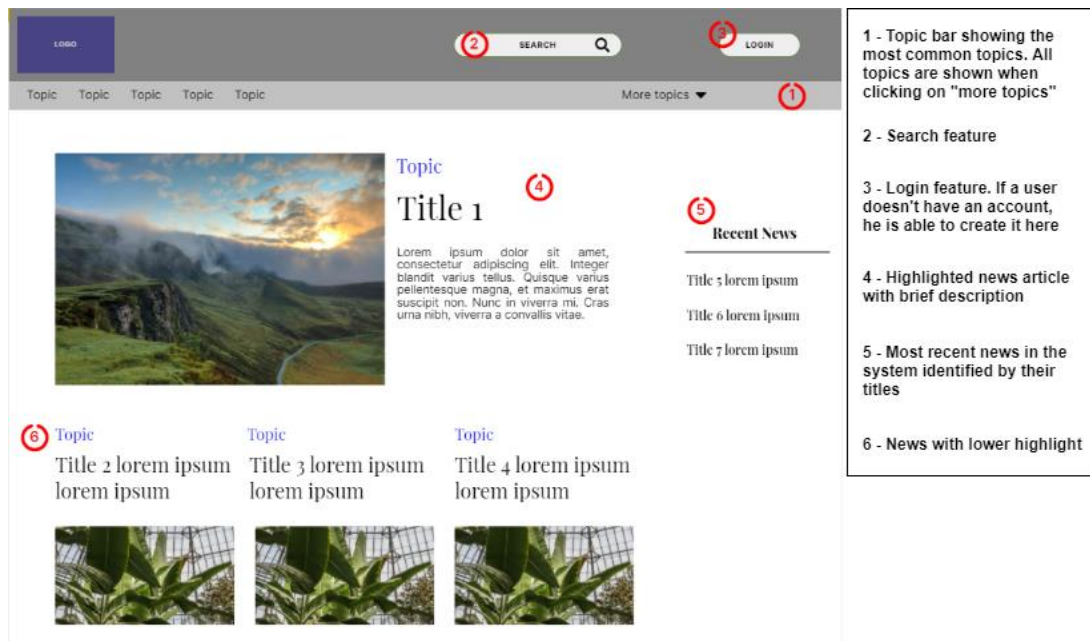 LOGO
2
SEARCH
3
LOGIN
Topic
Topic
Topic
Topic
Topic
More topics
1
Topic
4
Title 1
Lorem ipsum dolor sit amet,
consectetur adipiscing elit. Integer
blandit varius tellus. Quisque varius
pellentesque magna, et maximus erat
suscipit non. Nunc in viverra mi. Cras
urna nibh, viverra a convallis vitae.
5
Recent News
Title 5 lorem ipsum
Title 6 lorem ipsum
Title 7 lorem ipsum
6
Topic
Title 2 lorem ipsum
lorem ipsum
Topic
Title 3 lorem ipsum
lorem ipsum
Topic
Title 4 lorem ipsum
lorem ipsum
1 - Topic bar showing the
most common topics. All
topics are shown when
clicking on "more topics"
2 - Search feature
3 - Login feature. If a user
doesn't have an account,
he is able to create it here
4 - Highlighted news article
with brief description
5 - Most recent news in the
system identified by their
titles
6 - News with lower highlight